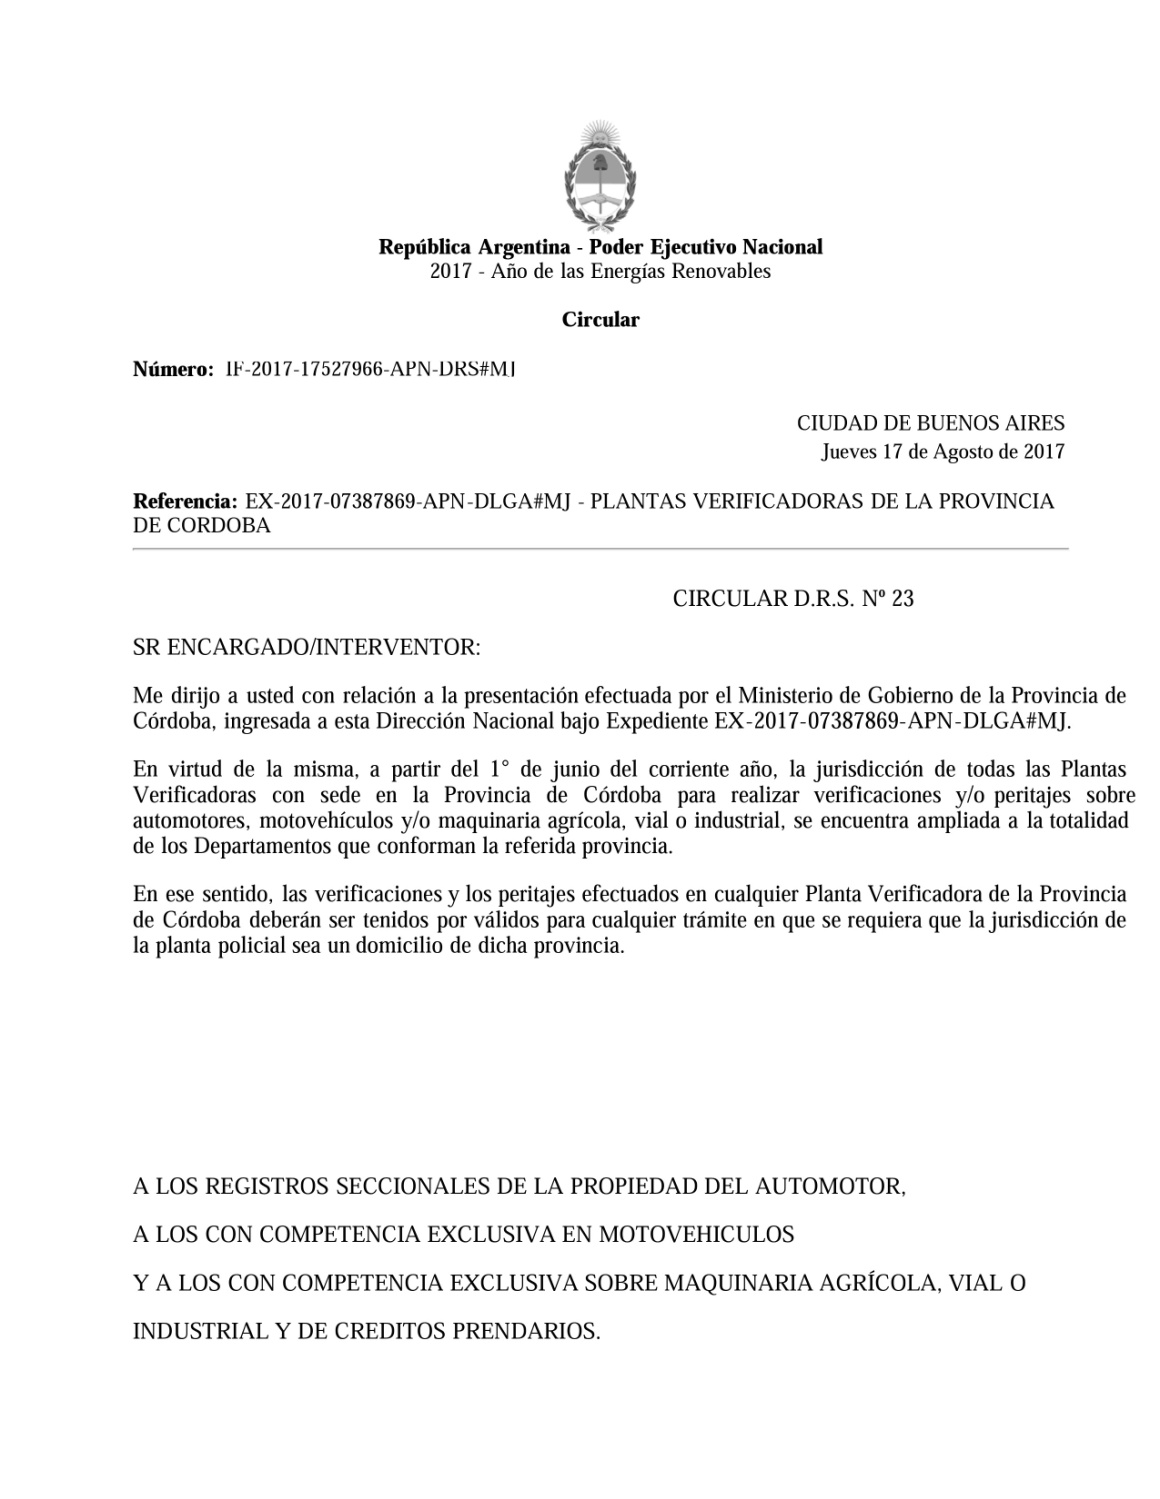 República Argentina - Poder Ejecutivo Nacional
2017 - Año de las Energías Renovables
Circular
Número: IF-2017-17527966-APN-DRS#MJ
CIUDAD DE BUENOS AIRES
Jueves 17 de Agosto de 2017
Referencia: EX-2017-07387869-APN-DLGA#MJ - PLANTAS VERIFICADORAS DE LA PROVINCIA
DE CORDOBA
CIRCULAR D.R.S. Nº 23
SR ENCARGADO/INTERVENTOR:
Me dirijo a usted con relación a la presentación efectuada por el Ministerio de Gobierno de la Provincia de
Córdoba, ingresada a esta Dirección Nacional bajo Expediente EX-2017-07387869-APN-DLGA#MJ.
En virtud de la misma, a partir del 1° de junio del corriente año, la jurisdicción de todas las Plantas
Verificadoras con sede en la Provincia de Córdoba para realizar verificaciones y/o peritajes sobre
automotores, motovehículos y/o maquinaria agrícola, vial o industrial, se encuentra ampliada a la totalidad
de los Departamentos que conforman la referida provincia.
En ese sentido, las verificaciones y los peritajes efectuados en cualquier Planta Verificadora de la Provincia
de Córdoba deberán ser tenidos por válidos para cualquier trámite en que se requiera que la jurisdicción de
la planta policial sea un domicilio de dicha provincia.
A LOS REGISTROS SECCIONALES DE LA PROPIEDAD DEL AUTOMOTOR,
A LOS CON COMPETENCIA EXCLUSIVA EN MOTOVEHICULOS
Y A LOS CON COMPETENCIA EXCLUSIVA SOBRE MAQUINARIA AGRÍCOLA, VIAL O
INDUSTRIAL Y DE CREDITOS PRENDARIOS.